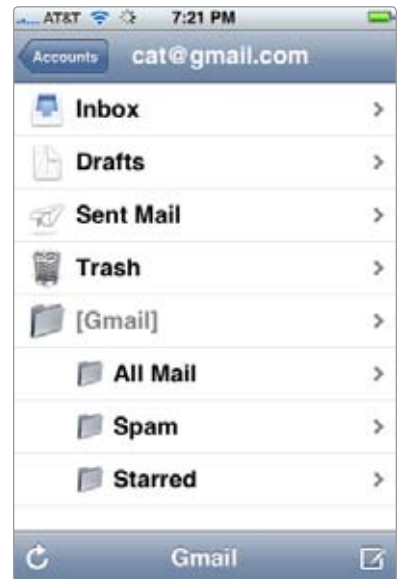 AT&T 7:21 PM
Accounts cat@gmail.com
Inbox
Drafts
Sent Mail
Trash
[Gmail]
All Mail
Spam
Starred
Gmail